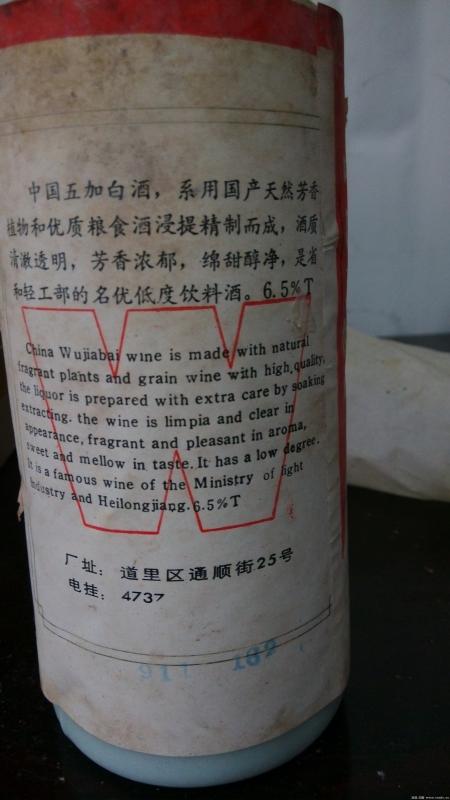 中国五加白酒，系用国产天然芳香
植物和优质粮食酒浸提精制而成，酒质
清澈透明，芳香浓郁，绵甜醇净，是省
和轻工部的名优低度饮料酒。6.5%T
China Wujiabai wine is made with natural
fragrant plants and grain wine with high quality,
the liquor is prepared with extra care by soaking
extracting. the wine is limpia and clear in
appearance, fragrant and pleasant in aroma,
sweet and mellow in taste. It has a low degree.
It is a famous wine of the Ministry of light
Industry and Heilongjiang. 6.5%T
厂址：道里区通顺街25号
电挂：4737
911 182